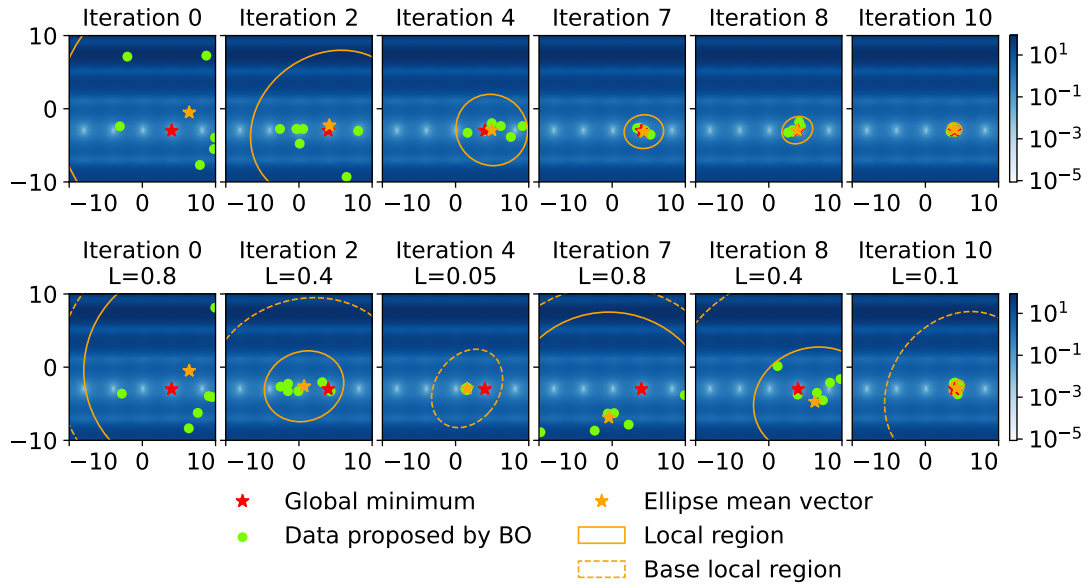 Iteration 0 Iteration 2 Iteration 4 Iteration 7 Iteration 8 Iteration 10
10
0
−10
−10 0 10 −10 0 10 −10 0 10 −10 0 10 −10 0 10 −10 0 10
10¹
10⁻¹
10⁻³
10⁻⁵
Iteration 0 Iteration 2 Iteration 4 Iteration 7 Iteration 8 Iteration 10
L=0.8 L=0.4 L=0.05 L=0.8 L=0.4 L=0.1
10
0
−10
−10 0 10 −10 0 10 −10 0 10 −10 0 10 −10 0 10 −10 0 10
10¹
10⁻¹
10⁻³
10⁻⁵
Global minimum
Data proposed by BO
Ellipse mean vector
Local region
Base local region